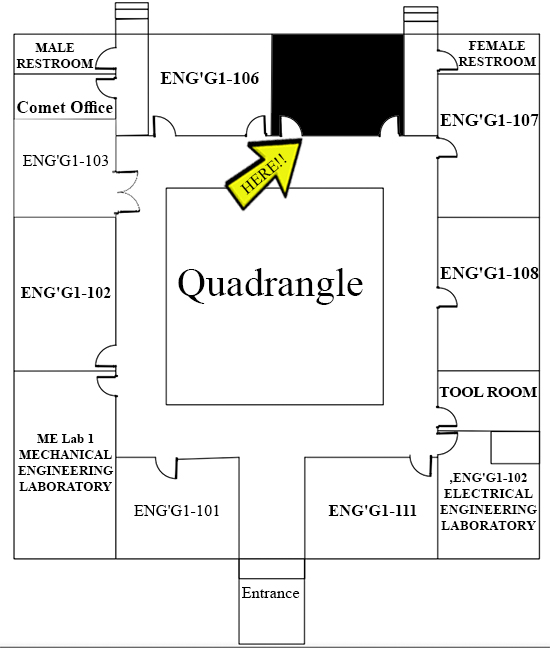 MALE
RESTROOM
FEMALE
RESTROOM
ENG'G1-106
Comet Office
ENG'G1-107
ENG'G1-103
HERE!!
ENG'G1-102
Quadrangle
ENG'G1-108
TOOL ROOM
ME Lab 1
MECHANICAL
ENGINEERING
LABORATORY
ENG'G1-101
ENG'G1-111
,ENG'G1-102
ELECTRICAL
ENGINEERING
LABORATORY
Entrance